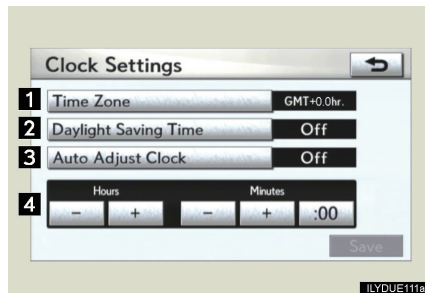 Clock Settings
1 Time Zone GMT+0.0hr.
2 Daylight Saving Time Off
3 Auto Adjust Clock Off
Hours Minutes
4 - + - + :00
Save
ILYDUE111a